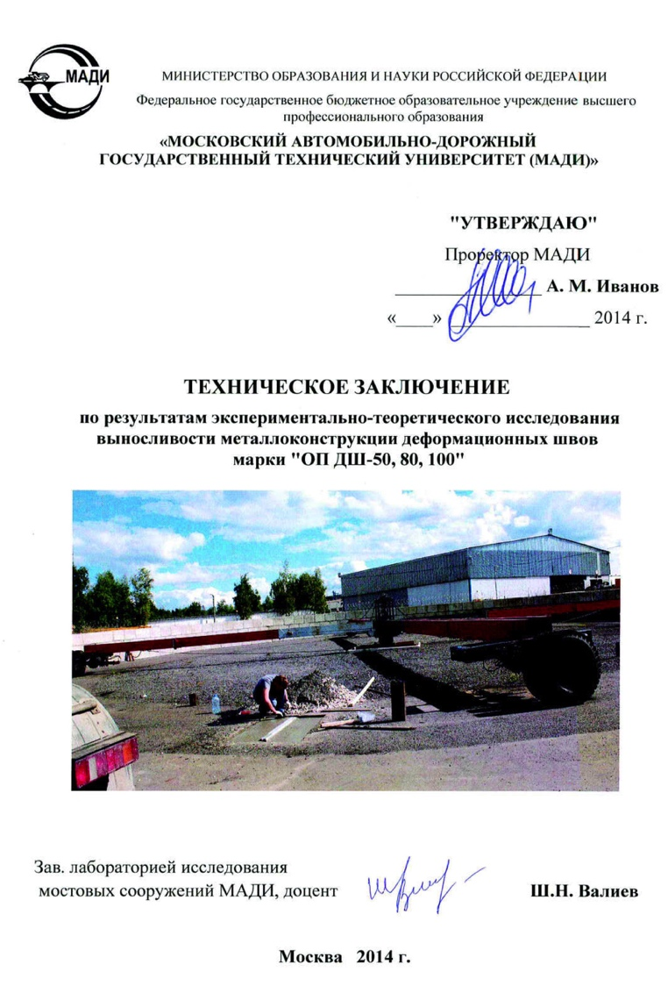 МАДИ
МИНИСТЕРСТВО ОБРАЗОВАНИЯ И НАУКИ РОССИЙСКОЙ ФЕДЕРАЦИИ
Федеральное государственное бюджетное образовательное учреждение высшего
профессионального образования
«МОСКОВСКИЙ АВТОМОБИЛЬНО-ДОРОЖНЫЙ
ГОСУДАРСТВЕННЫЙ ТЕХНИЧЕСКИЙ УНИВЕРСИТЕТ (МАДИ)»
"УТВЕРЖДАЮ"
Проректор МАДИ
________________ А. М. Иванов
«____» _______________ 2014 г.
ТЕХНИЧЕСКОЕ ЗАКЛЮЧЕНИЕ
по результатам экспериментально-теоретического исследования
выносливости металлоконструкции деформационных швов
марки "ОП ДШ-50, 80, 100"
Зав. лабораторией исследования
мостовых сооружений МАДИ, доцент Ш.Н. Валиев
Москва 2014 г.